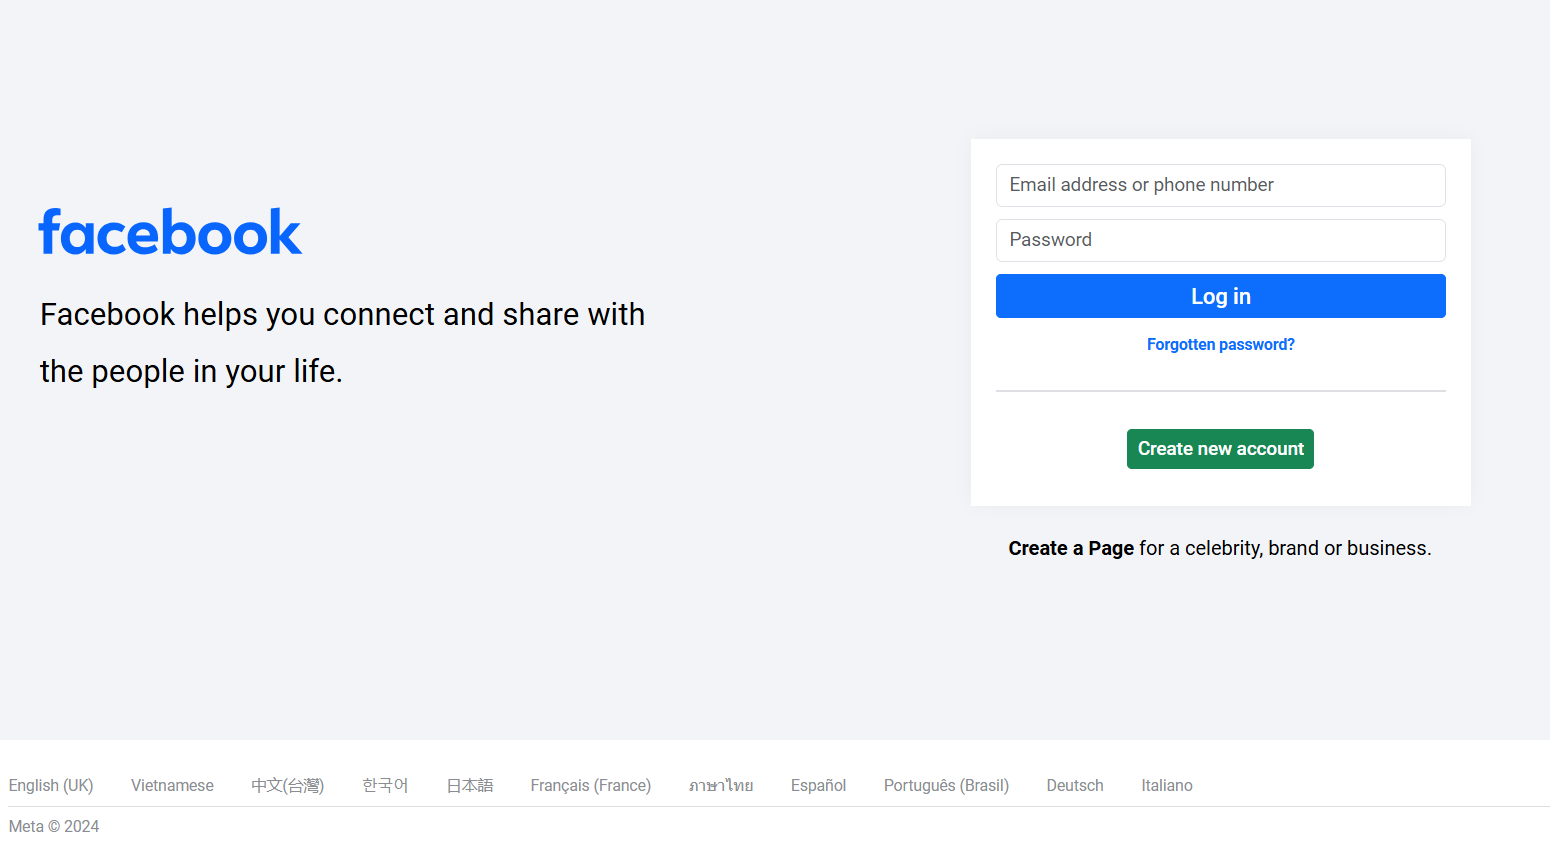 facebook
Facebook helps you connect and share with
the people in your life.
Email address or phone number
Password
Log in
Forgotten password?
Create new account
Create a Page for a celebrity, brand or business.
English (UK) Vietnamese 中文(台灣) 한국어 日本語 Français (France) ภาษาไทย Español Português (Brasil) Deutsch Italiano
Meta © 2024